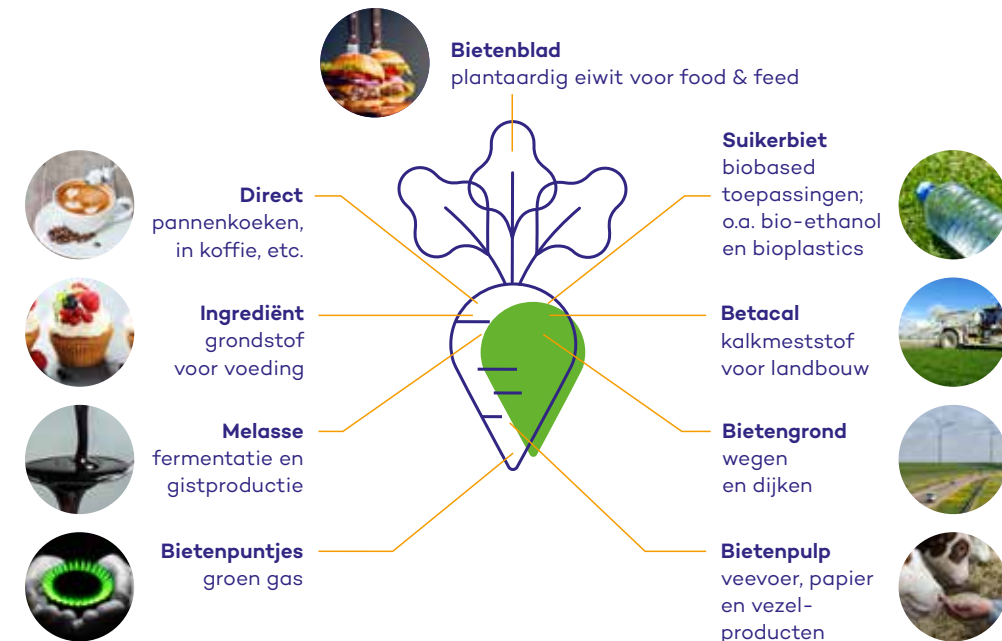 Bietenblad
plantaardig eiwit voor food & feed
Direct
pannenkoeken,
in koffie, etc.
Ingrediënt
grondstof
voor voeding
Melasse
fermentatie en
gistproductie
Bietenpuntjes
groen gas
Suikerbiet
biobased
toepassingen;
o.a. bio-ethanol
en bioplastics
Betacal
kalkmeststof
voor landbouw
Bietengrond
wegen
en dijken
Bietenpulp
veevoer, papier
en vezel-
producten